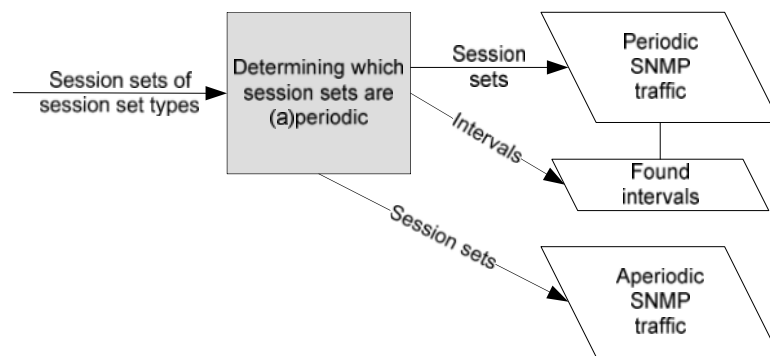 Session sets of
session set types
Determining which
session sets are
(a)periodic
Session
sets
Periodic
SNMP
traffic
Intervals
Found
intervals
Session sets
Aperiodic
SNMP
traffic